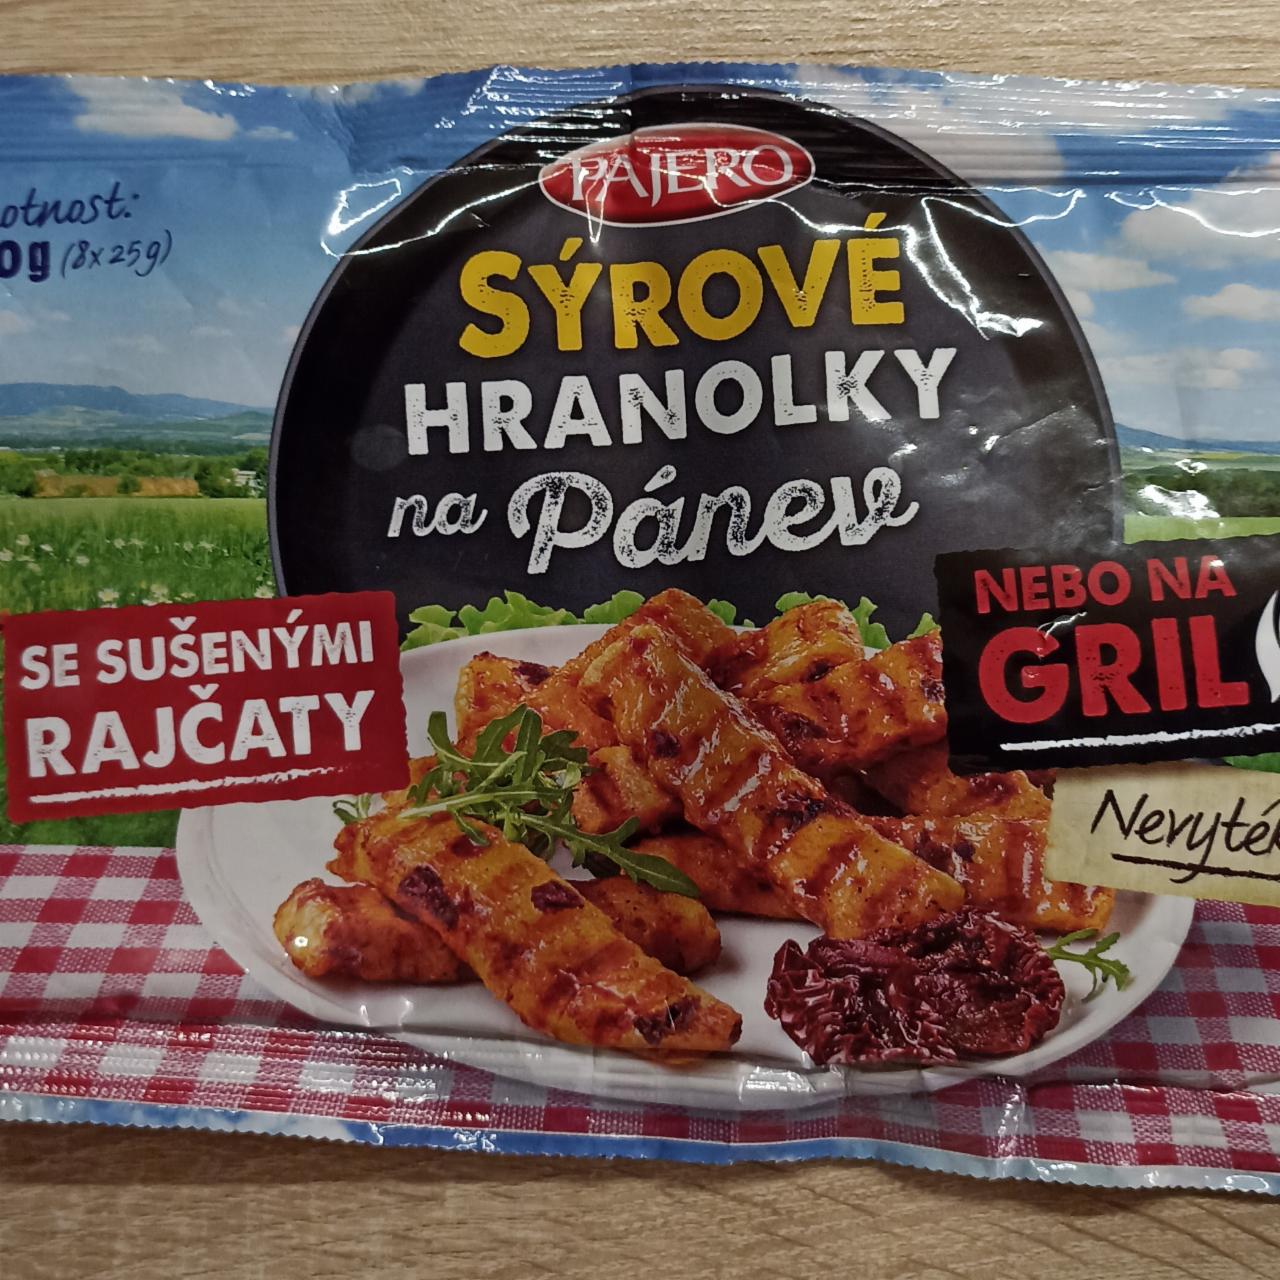 PAJERO
otnost:
0g (8x25g)
SÝROVÉ
HRANOLKY
na Pánev
SE SUŠENÝMI
RAJČATY
NEBO NA
GRIL
Nevyté